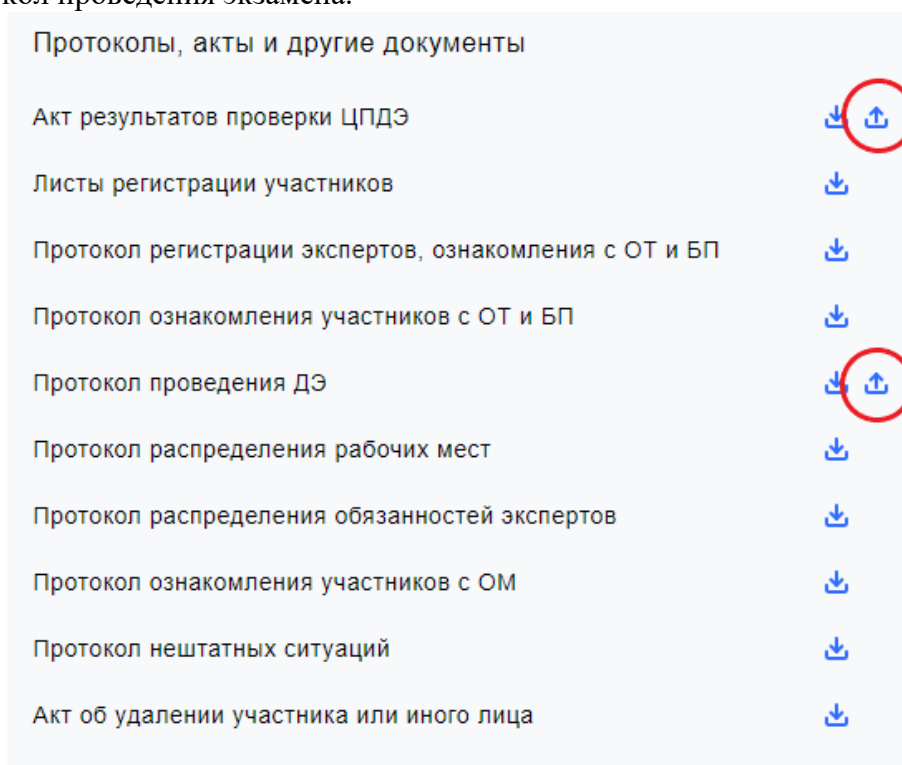 проведения экзамена.
Протоколы, акты и другие документы
Акт результатов проверки ЦПДЭ
Листы регистрации участников
Протокол регистрации экспертов, ознакомления с ОТ и БП
Протокол ознакомления участников с ОТ и БП
Протокол проведения ДЭ
Протокол распределения рабочих мест
Протокол распределения обязанностей экспертов
Протокол ознакомления участников с ОМ
Протокол нештатных ситуаций
Акт об удалении участника или иного лица